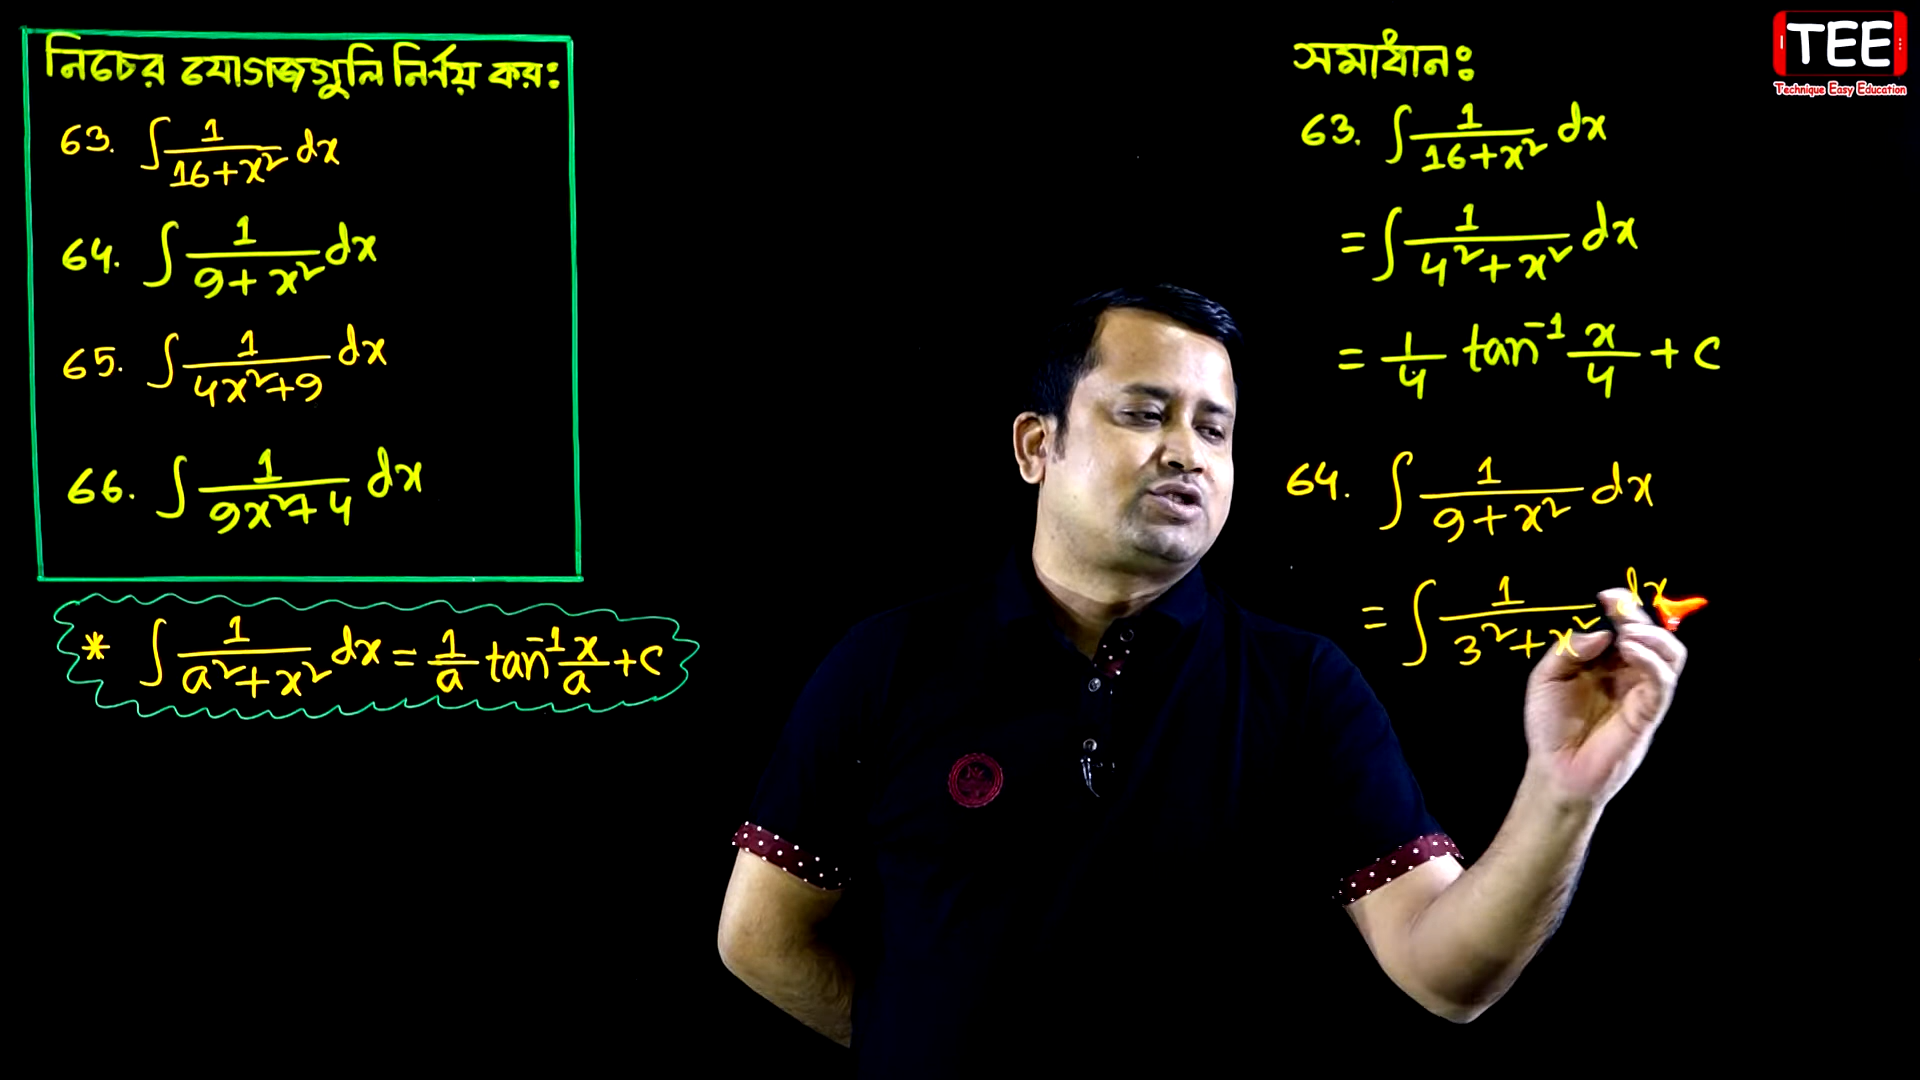 নিচের যোগজগুলি নির্নয় কর:
63. ∫ 1/(16+x²) dx
64. ∫ 1/(9+x²) dx
65. ∫ 1/(4x²+9) dx
66. ∫ 1/(9x²+4) dx
* ∫ 1/(a²+x²) dx = 1/a tan⁻¹ x/a + c
সমাধান:
63. ∫ 1/(16+x²) dx
= ∫ 1/(4²+x²) dx
= 1/4 tan⁻¹ x/4 + c
64. ∫ 1/(9+x²) dx
= ∫ 1/(3²+x²) dx
TEE
Technique Easy Education